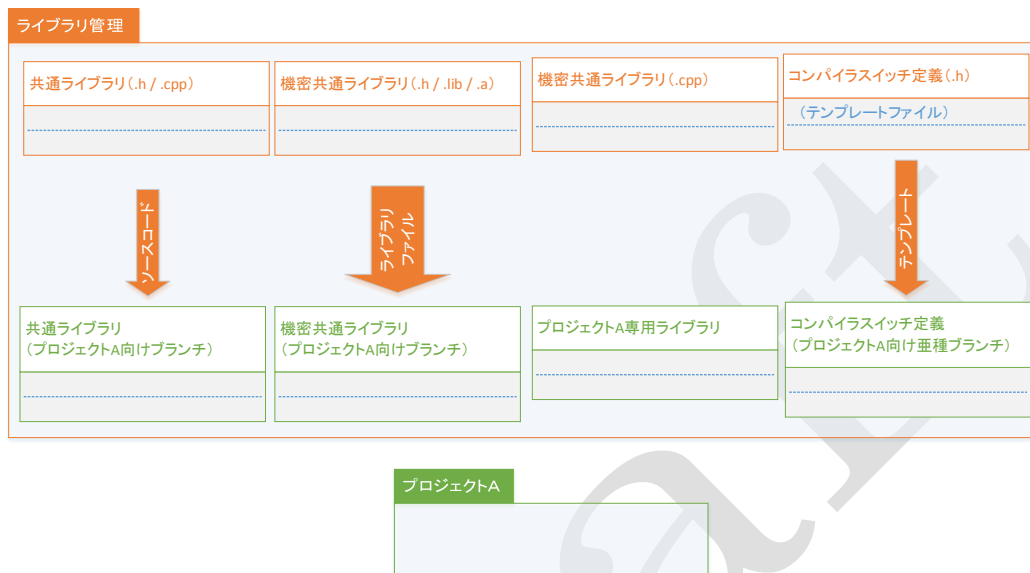 ライブラリ管理
共通ライブラリ(.h / .cpp)
機密共通ライブラリ(.h / .lib / .a)
機密共通ライブラリ(.cpp)
コンパイラスイッチ定義(.h)
(テンプレートファイル)
ソースコード
ライブラリ
ファイル
テンプレート
共通ライブラリ
(プロジェクトA向けブランチ)
機密共通ライブラリ
(プロジェクトA向けブランチ)
プロジェクトA専用ライブラリ
コンパイラスイッチ定義
(プロジェクトA向け亜種ブランチ)
プロジェクトA